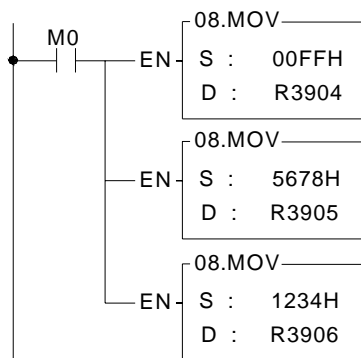 M0
08.MOV
EN S : 00FFH
D : R3904
08.MOV
EN S : 5678H
D : R3905
08.MOV
EN S : 1234H
D : R3906